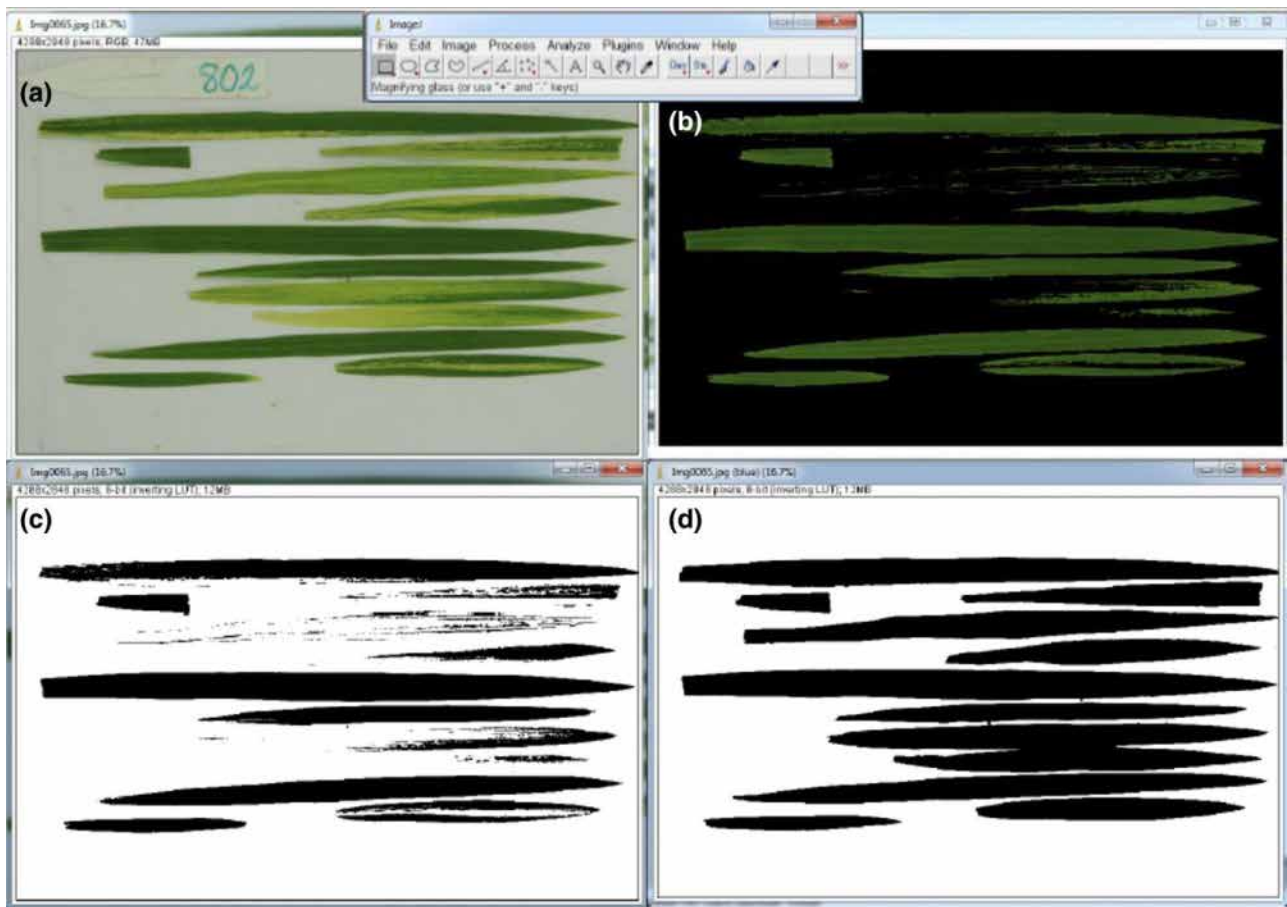 Img0065.jpg (16.7%)
4288x2848 pixels, RGB, 47MB
ImageJ
File Edit Image Process Analyze Plugins Window Help
A
Dev Stk >>
Magnifying glass (or use "+" and "-" keys)
(a)
802
(b)
Img0065.jpg (16.7%)
4288x2848 pixels, 8-bit (inverting LUT); 12MB
(c)
Img0065.jpg (blue) (16.7%)
4288x2848 pixels, 8-bit (inverting LUT); 12MB
(d)